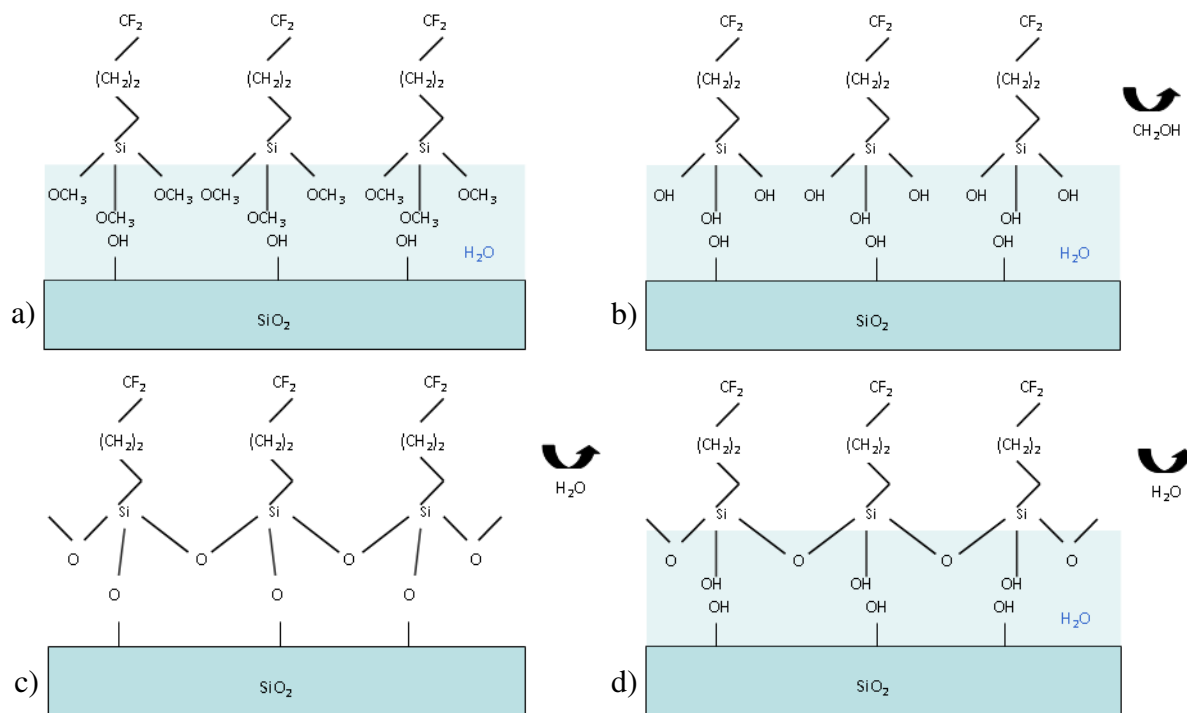 CF2 CF2 CF2
(CH2)2 (CH2)2 (CH2)2
Si Si Si
OCH3 OCH3 OCH3 OCH3 OCH3 OCH3
OCH3 OCH3 OCH3
OH OH OH
H2O
a)
SiO2
CF2 CF2 CF2
(CH2)2 (CH2)2 (CH2)2
CH2OH
Si Si Si
OH OH OH OH OH OH
OH OH OH
OH OH OH
H2O
b)
SiO2
CF2 CF2 CF2
(CH2)2 (CH2)2 (CH2)2
H2O
Si Si Si
O O O O
O O O
c)
SiO2
CF2 CF2 CF2
(CH2)2 (CH2)2 (CH2)2
H2O
Si Si Si
O O O O
OH OH OH
OH OH OH
H2O
d)
SiO2